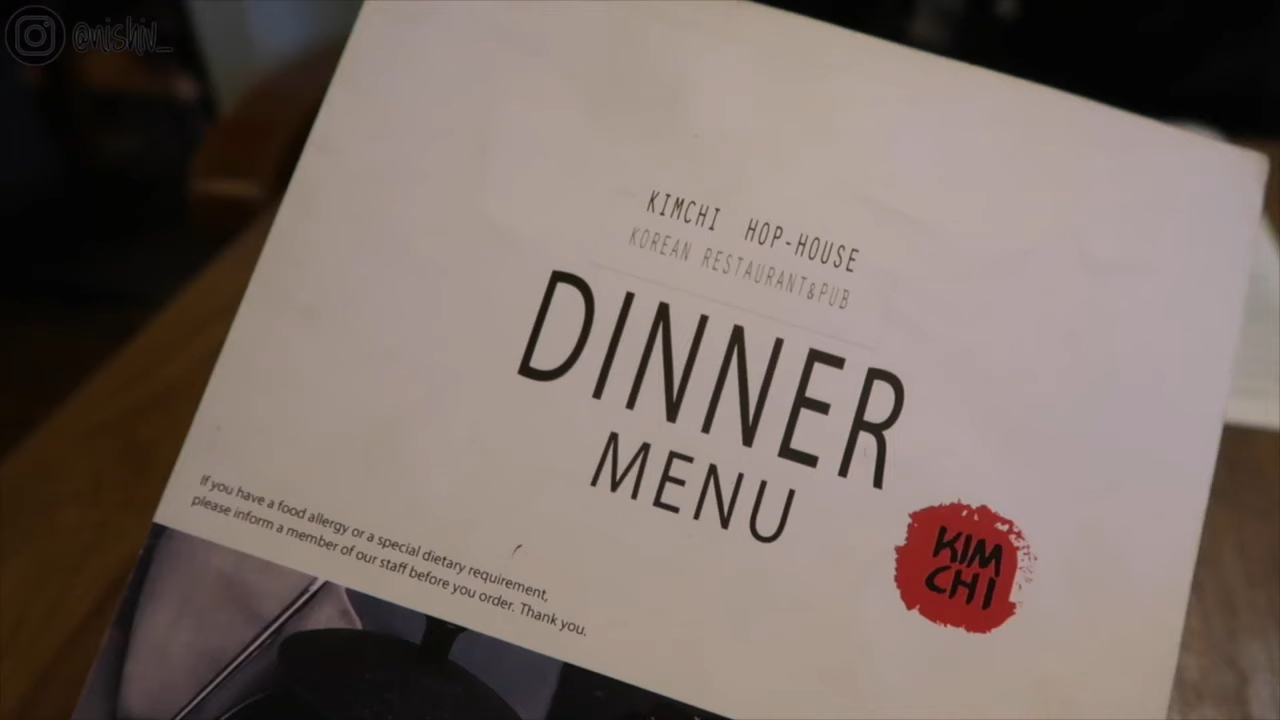 @nishiv_
KIMCHI HOP-HOUSE
KOREAN RESTAURANT&PUB
DINNER
MENU
If you have a food allergy or a special dietary requirement,
please inform a member of our staff before you order. Thank you.
KIM
CHI